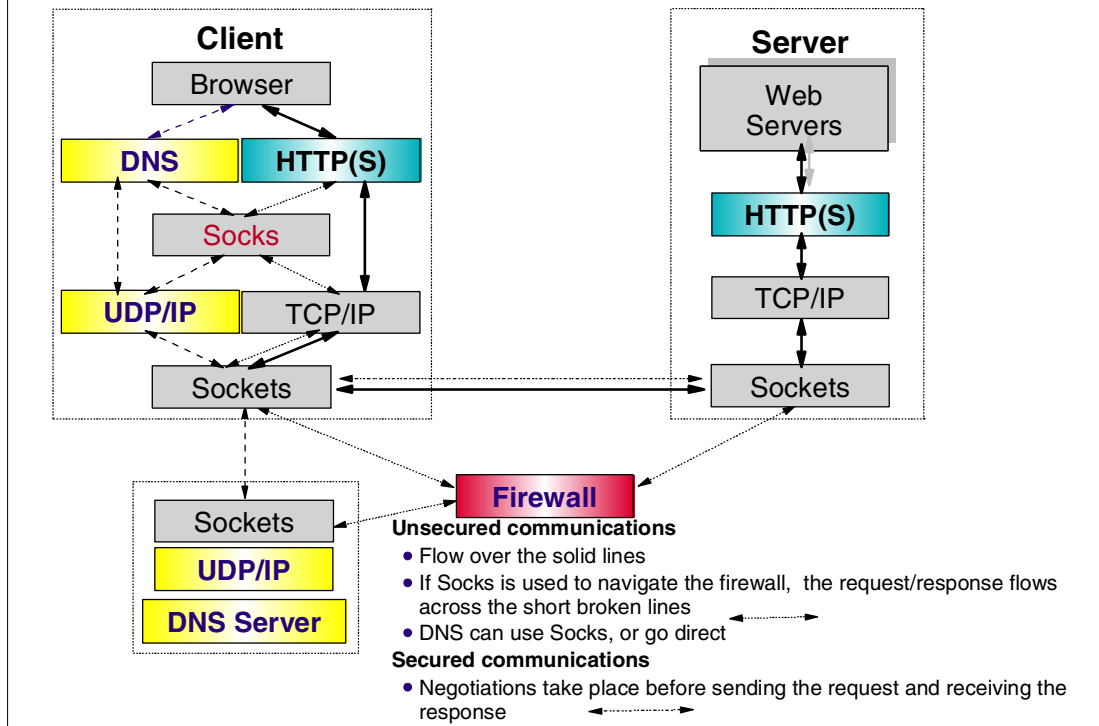 Client
Server
Browser
Web
Servers
DNS
HTTP(S)
HTTP(S)
Socks
UDP/IP
TCP/IP
TCP/IP
Sockets
Sockets
Firewall
Sockets
UDP/IP
DNS Server
Unsecured communications
• Flow over the solid lines
• If Socks is used to navigate the firewall, the request/response flows
across the short broken lines
• DNS can use Socks, or go direct
Secured communications
• Negotiations take place before sending the request and receiving the
response